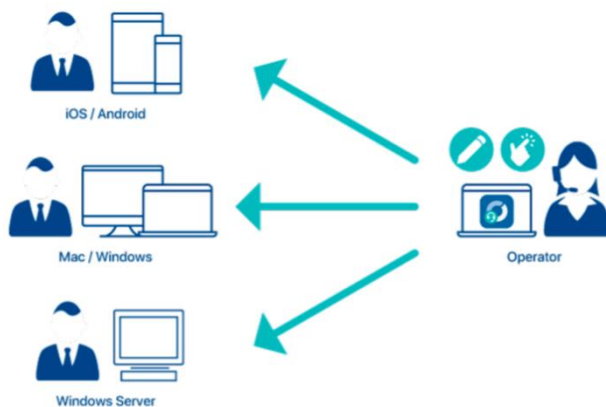 iOS / Android
Mac / Windows
Operator
Windows Server